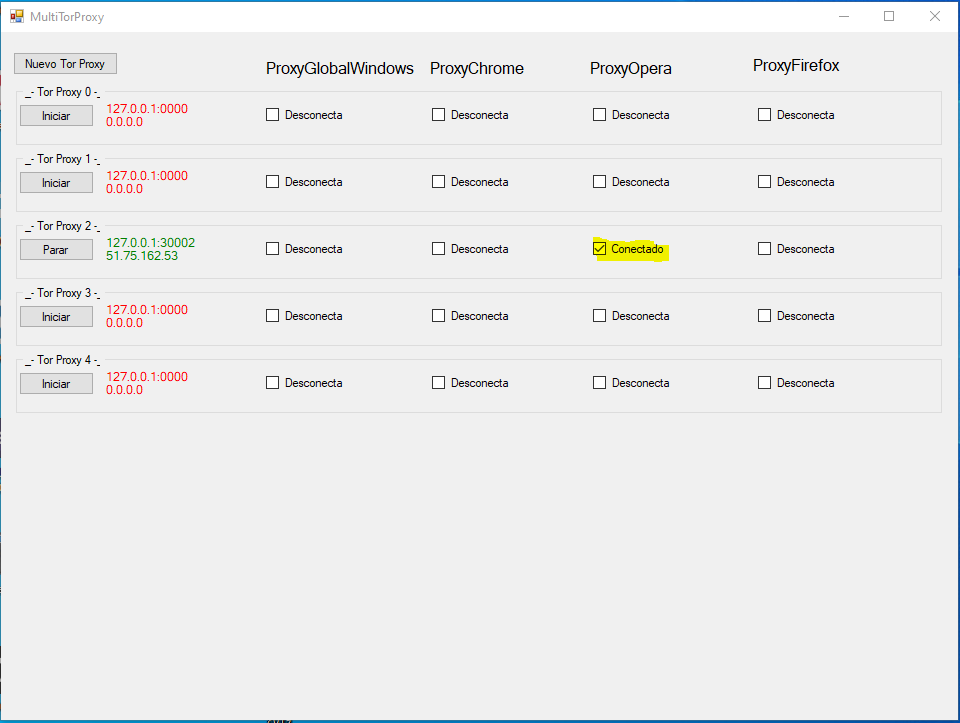 MultiTorProxy
Nuevo Tor Proxy
ProxyGlobalWindows ProxyChrome ProxyOpera ProxyFirefox
_- Tor Proxy 0 -_
Iniciar 127.0.0.1:0000 Desconecta Desconecta Desconecta Desconecta
0.0.0.0
_- Tor Proxy 1 -_
Iniciar 127.0.0.1:0000 Desconecta Desconecta Desconecta Desconecta
0.0.0.0
_- Tor Proxy 2 -_
Parar 127.0.0.1:30002 Desconecta Desconecta Conectado Desconecta
51.75.162.53
_- Tor Proxy 3 -_
Iniciar 127.0.0.1:0000 Desconecta Desconecta Desconecta Desconecta
0.0.0.0
_- Tor Proxy 4 -_
Iniciar 127.0.0.1:0000 Desconecta Desconecta Desconecta Desconecta
0.0.0.0